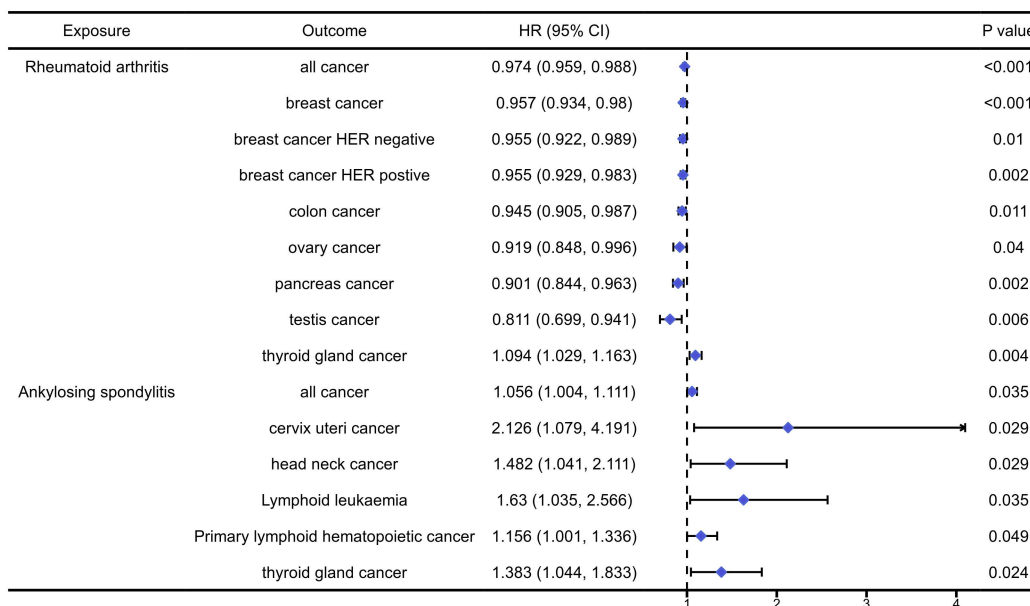 Exposure Outcome HR (95% CI) P value
Rheumatoid arthritis all cancer 0.974 (0.959, 0.988) <0.001
breast cancer 0.957 (0.934, 0.98) <0.001
breast cancer HER negative 0.955 (0.922, 0.989) 0.01
breast cancer HER postive 0.955 (0.929, 0.983) 0.002
colon cancer 0.945 (0.905, 0.987) 0.011
ovary cancer 0.919 (0.848, 0.996) 0.04
pancreas cancer 0.901 (0.844, 0.963) 0.002
testis cancer 0.811 (0.699, 0.941) 0.006
thyroid gland cancer 1.094 (1.029, 1.163) 0.004
Ankylosing spondylitis all cancer 1.056 (1.004, 1.111) 0.035
cervix uteri cancer 2.126 (1.079, 4.191) 0.029
head neck cancer 1.482 (1.041, 2.111) 0.029
Lymphoid leukaemia 1.63 (1.035, 2.566) 0.035
Primary lymphoid hematopoietic cancer 1.156 (1.001, 1.336) 0.049
thyroid gland cancer 1.383 (1.044, 1.833) 0.024
1 2 3 4